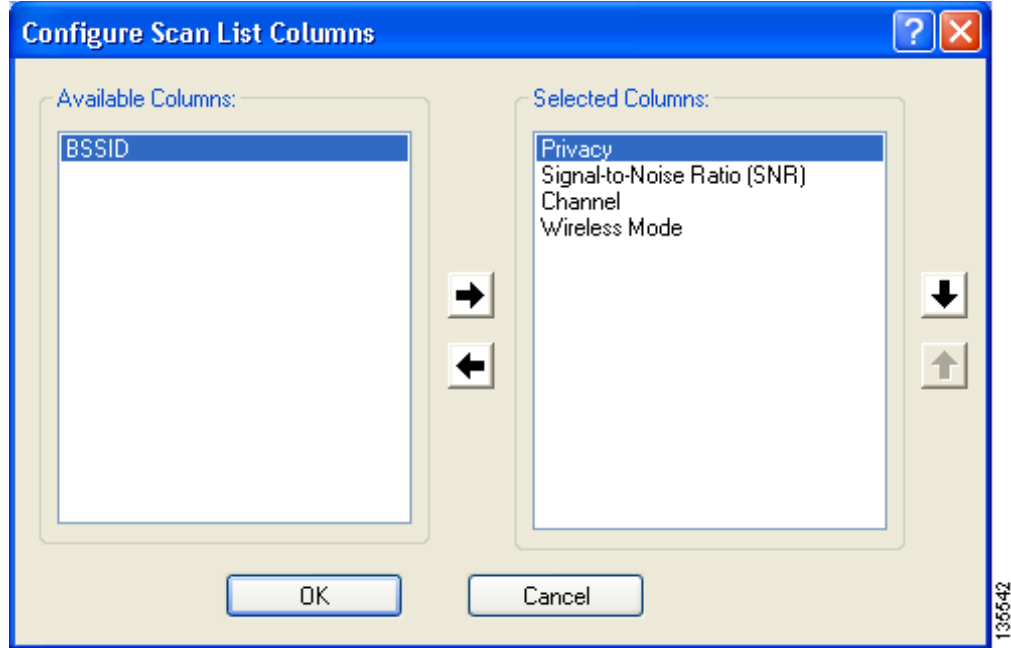 Configure Scan List Columns
Available Columns:
BSSID
Selected Columns:
Privacy
Signal-to-Noise Ratio (SNR)
Channel
Wireless Mode
OK
Cancel
135542